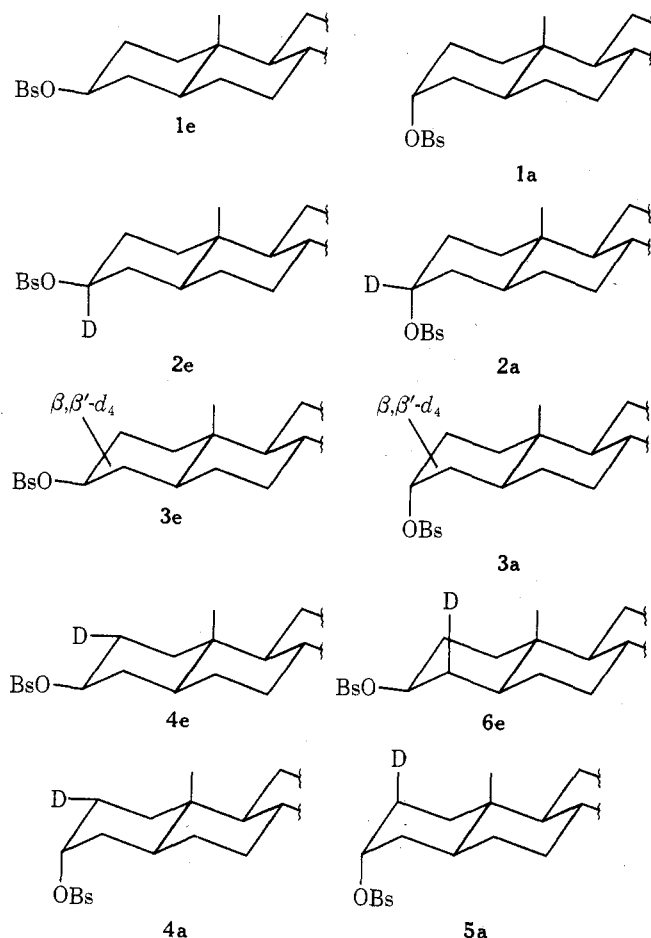 BsO
1e
OBs
1a
BsO
D
2e
D
OBs
2a
β,β′-d₄
BsO
3e
β,β′-d₄
OBs
3a
D
BsO
4e
D
BsO
6e
D
OBs
4a
D
OBs
5a